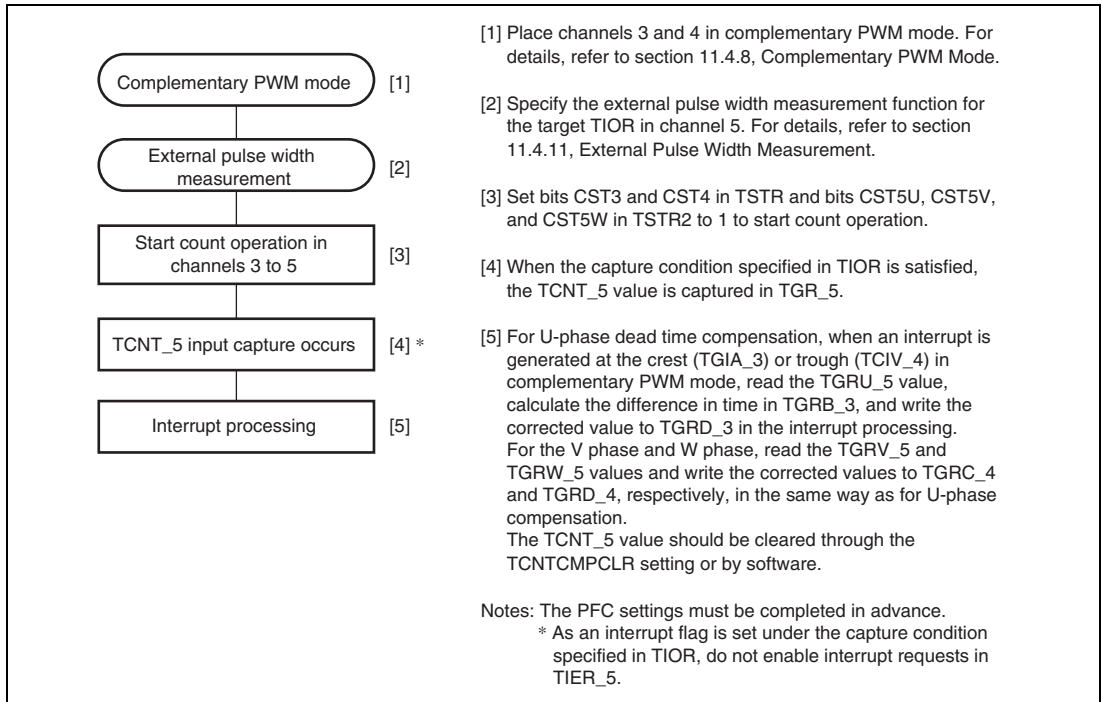 Complementary PWM mode
[1]
External pulse width
measurement
[2]
Start count operation in
channels 3 to 5
[3]
TCNT_5 input capture occurs
[4] *
Interrupt processing
[5]
[1] Place channels 3 and 4 in complementary PWM mode. For
details, refer to section 11.4.8, Complementary PWM Mode.
[2] Specify the external pulse width measurement function for
the target TIOR in channel 5. For details, refer to section
11.4.11, External Pulse Width Measurement.
[3] Set bits CST3 and CST4 in TSTR and bits CST5U, CST5V,
and CST5W in TSTR2 to 1 to start count operation.
[4] When the capture condition specified in TIOR is satisfied,
the TCNT_5 value is captured in TGR_5.
[5] For U-phase dead time compensation, when an interrupt is
generated at the crest (TGIA_3) or trough (TCIV_4) in
complementary PWM mode, read the TGRU_5 value,
calculate the difference in time in TGRB_3, and write the
corrected value to TGRD_3 in the interrupt processing.
For the V phase and W phase, read the TGRV_5 and
TGRW_5 values and write the corrected values to TGRC_4
and TGRD_4, respectively, in the same way as for U-phase
compensation.
The TCNT_5 value should be cleared through the
TCNTCMPCLR setting or by software.
Notes: The PFC settings must be completed in advance.
* As an interrupt flag is set under the capture condition
specified in TIOR, do not enable interrupt requests in
TIER_5.